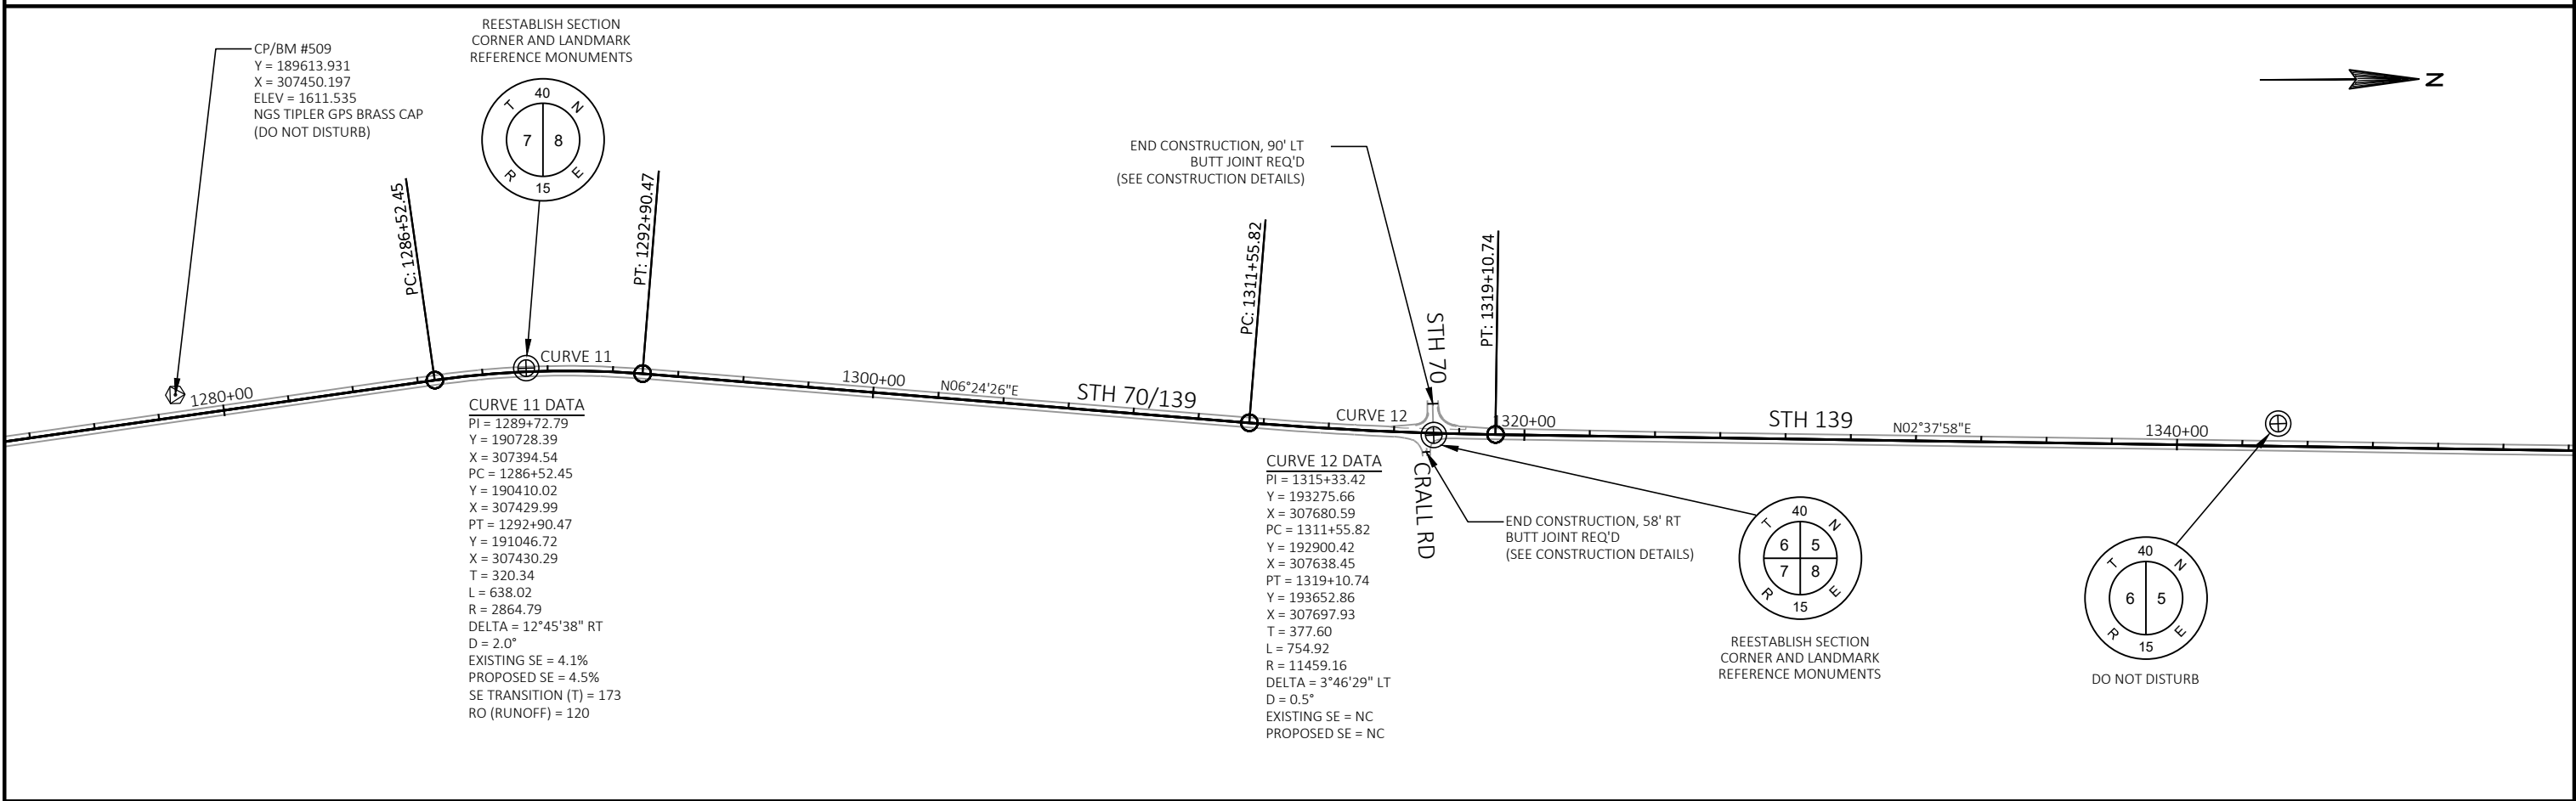 REESTABLISH SECTION
CORNER AND LANDMARK
REFERENCE MONUMENTS
CP/BM #509
Y = 189613.931
X = 307450.197
ELEV = 1611.535
NGS TIPLER GPS BRASS CAP
(DO NOT DISTURB)
T 40 N
7 8
R 15 E
N
END CONSTRUCTION, 90' LT
BUTT JOINT REQ'D
(SEE CONSTRUCTION DETAILS)
PC: 1286+52.45
PT: 1292+90.47
PC: 1311+55.82
PT: 1319+10.74
STH 70
CURVE 11
1280+00
1300+00
N06°24'26"E
STH 70/139
CURVE 12
1320+00
STH 139
N02°37'58"E
1340+00
CRALL RD
CURVE 11 DATA
PI = 1289+72.79
Y = 190728.39
X = 307394.54
PC = 1286+52.45
Y = 190410.02
X = 307429.99
PT = 1292+90.47
Y = 191046.72
X = 307430.29
T = 320.34
L = 638.02
R = 2864.79
DELTA = 12°45'38" RT
D = 2.0°
EXISTING SE = 4.1%
PROPOSED SE = 4.5%
SE TRANSITION (T) = 173
RO (RUNOFF) = 120
CURVE 12 DATA
PI = 1315+33.42
Y = 193275.66
X = 307680.59
PC = 1311+55.82
Y = 192900.42
X = 307638.45
PT = 1319+10.74
Y = 193652.86
X = 307697.93
T = 377.60
L = 754.92
R = 11459.16
DELTA = 3°46'29" LT
D = 0.5°
EXISTING SE = NC
PROPOSED SE = NC
END CONSTRUCTION, 58' RT
BUTT JOINT REQ'D
(SEE CONSTRUCTION DETAILS)
T 40 N
6 5
7 8
R 15 E
REESTABLISH SECTION
CORNER AND LANDMARK
REFERENCE MONUMENTS
T 40 N
6 5
R 15 E
DO NOT DISTURB